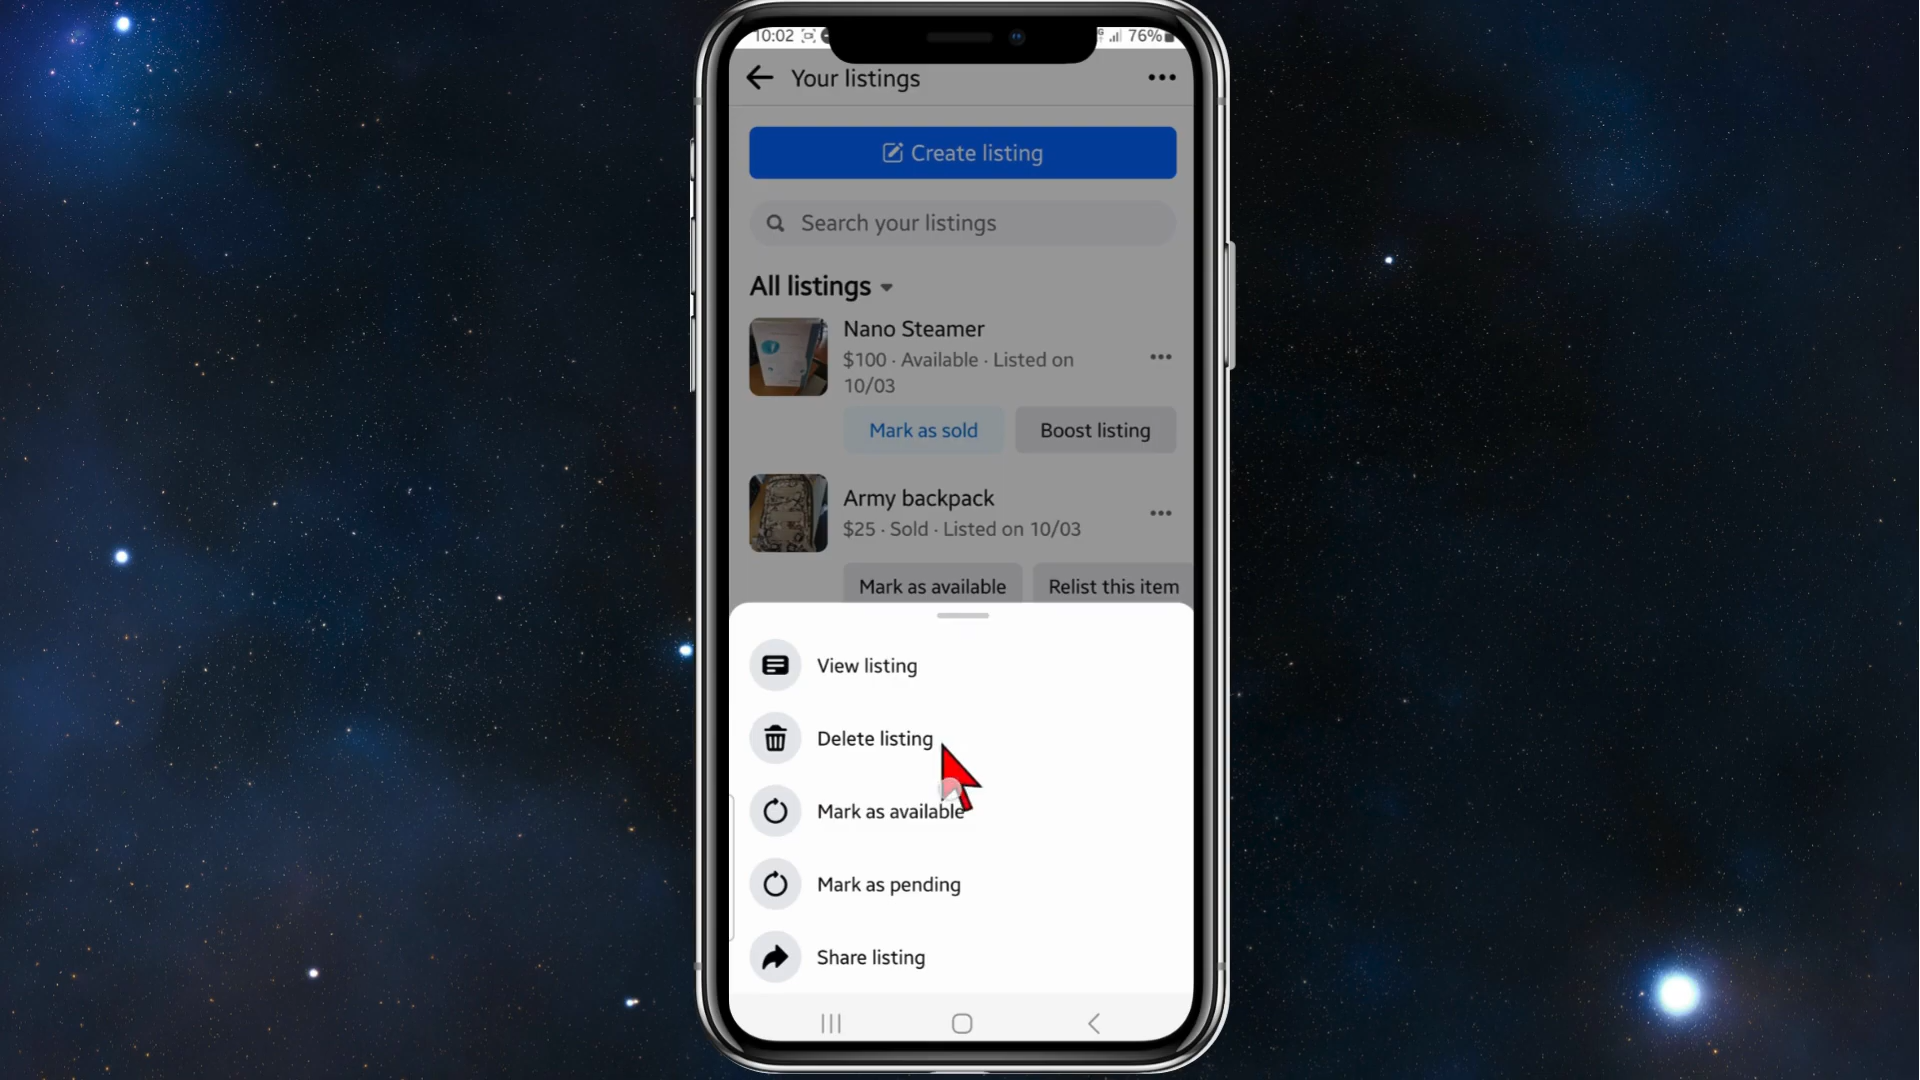 10:02
76%
Your listings
Create listing
Search your listings
All listings
Nano Steamer
$100 · Available · Listed on
10/03
Mark as sold
Boost listing
Army backpack
$25 · Sold · Listed on 10/03
Mark as available
Relist this item
View listing
Delete listing
Mark as available
Mark as pending
Share listing